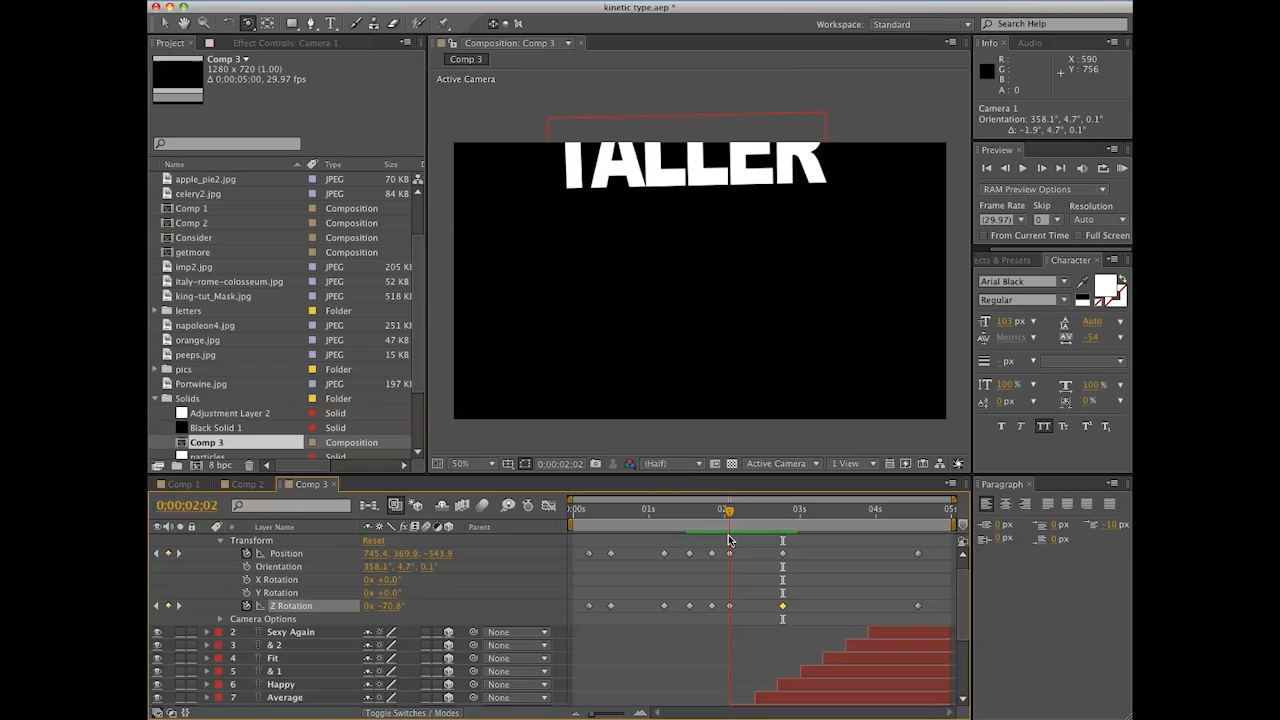 kinetic type.aep *
Workspace: Standard
Search Help
Project
Effect Controls: Camera 1
Composition: Comp 3
Info
Audio
Comp 3
1280 x 720 (1.00)
Δ 0;00;05;00, 29.97 fps
Comp 3
Active Camera
R :
G :
B :
A : 0
X : 590
Y : 756
Camera 1
Orientation: 358.1°, 4.7°, 0.1°
Δ: -1.9°, 4.7°, 0.1°
TALLER
Preview
RAM Preview Options
Frame Rate Skip Resolution
(29.97) 0 Auto
From Current Time Full Screen
Name Type Size
apple_pie2.jpg JPEG 70 KB
celery2.jpg JPEG 84 KB
Comp 1 Composition
Comp 2 Composition
Consider Composition
getmore Composition
imp2.jpg JPEG 205 K
italy-rome-colosseum.jpg JPEG 52 KB
king-tut_Mask.jpg JPEG 518 K
letters Folder
napoleon4.jpg JPEG 251 K
orange.jpg JPEG 47 KB
peeps.jpg JPEG 15 KB
pics Folder
Portwine.jpg JPEG 197 K
Solids Folder
Adjustment Layer 2 Solid
Black Solid 1 Solid
Comp 3 Composition
particles Solid
8 bpc
ects & Presets
Character
Arial Black
Regular
103 px Auto
Metrics -54
- px
100% 100%
0 px 0%
50% 0;00;02;02 (Half) Active Camera 1 View
Comp 1 Comp 2 Comp 3
Paragraph
0;00;02;02
0:00s 01s 02 03s 04s 05s
0 px 0 px -10 px
0 px 0 px
# Layer Name Parent
Transform Reset
Position 745.4, 369.9, -543.9
Orientation 358.1°, 4.7°, 0.1°
X Rotation 0x +0.0°
Y Rotation 0x +0.0°
Z Rotation 0x -70.8°
Camera Options
2 Sexy Again None
3 & 2 None
4 Fit None
5 & 1 None
6 Happy None
7 Average None
Toggle Switches / Modes